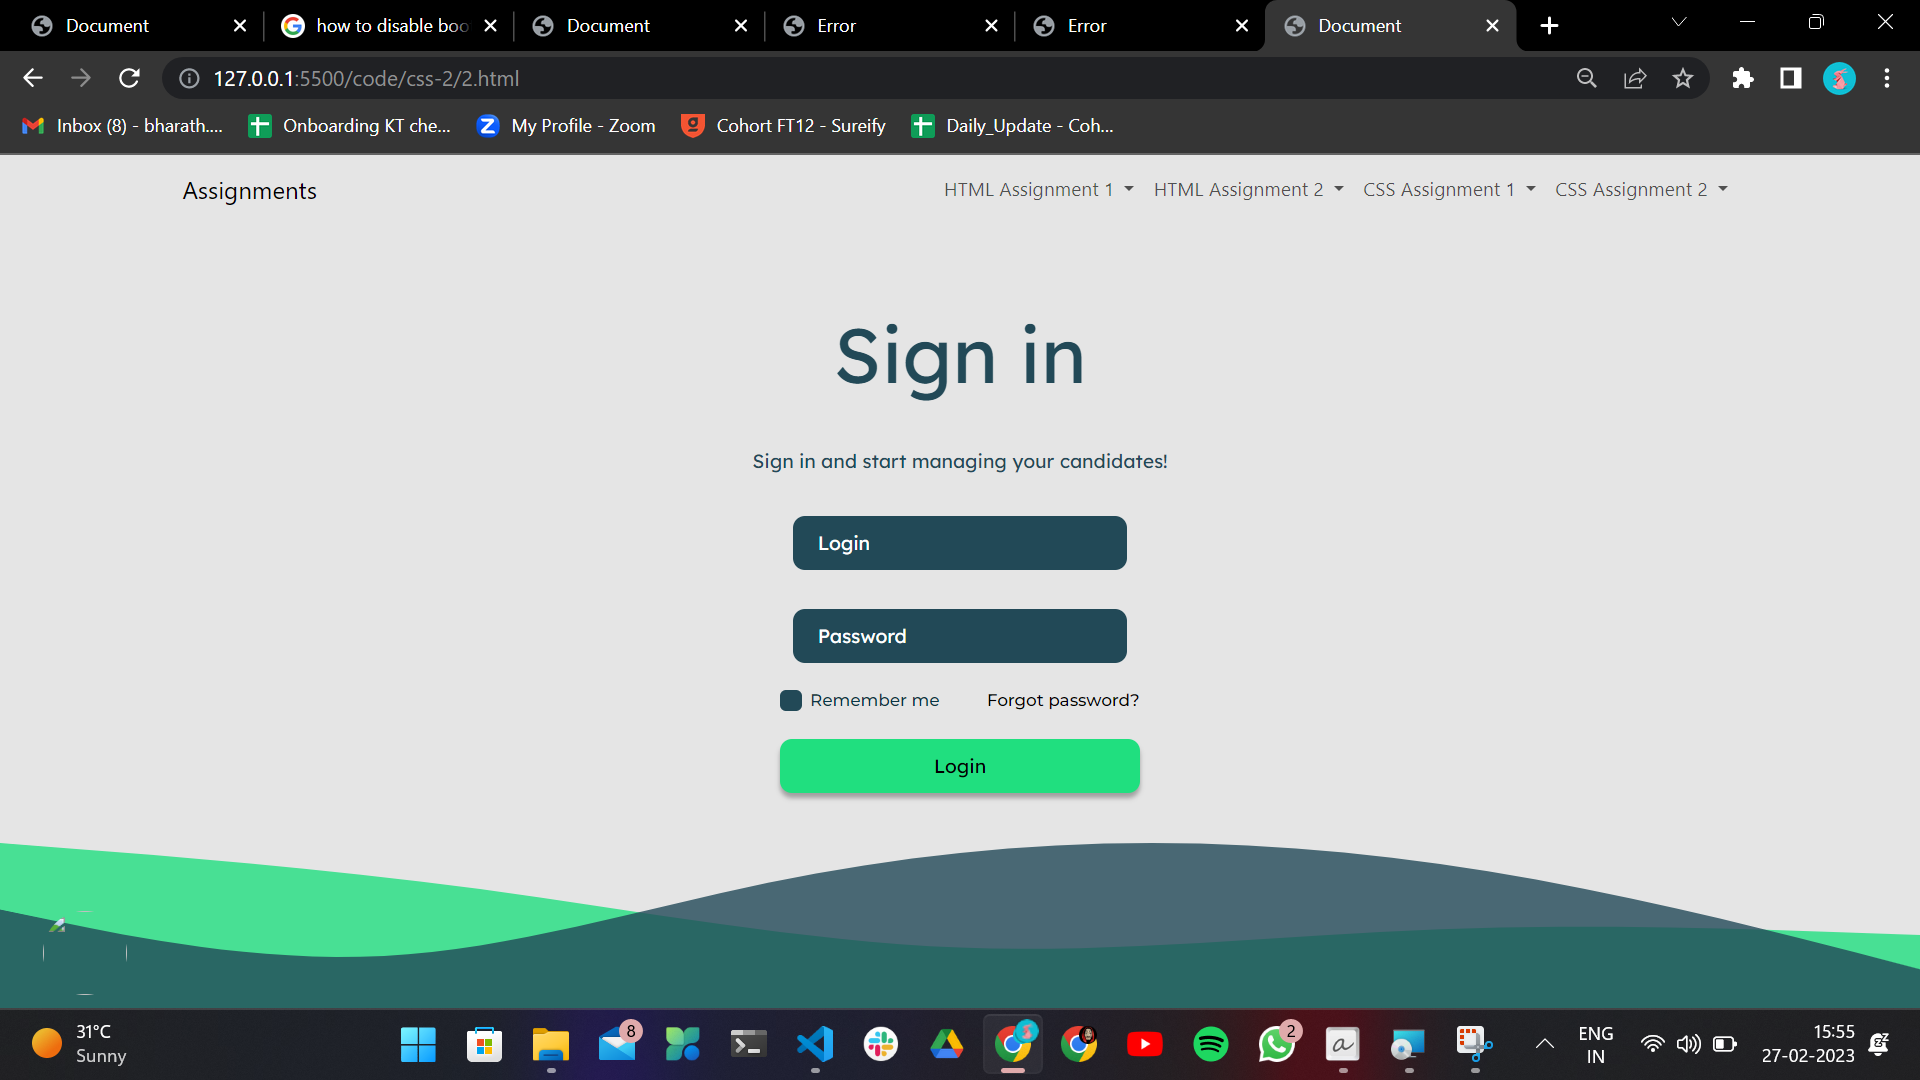 Document
how to disable boo
Document
Error
Error
Document
127.0.0.1:5500/code/css-2/2.html
Inbox (8) - bharath....
Onboarding KT che...
My Profile - Zoom
Cohort FT12 - Sureify
Daily_Update - Coh...
Assignments
HTML Assignment 1
HTML Assignment 2
CSS Assignment 1
CSS Assignment 2
Sign in
Sign in and start managing your candidates!
Login
Password
Remember me
Forgot password?
Login
31°C
Sunny
8
2
ENG
IN
15:55
27-02-2023